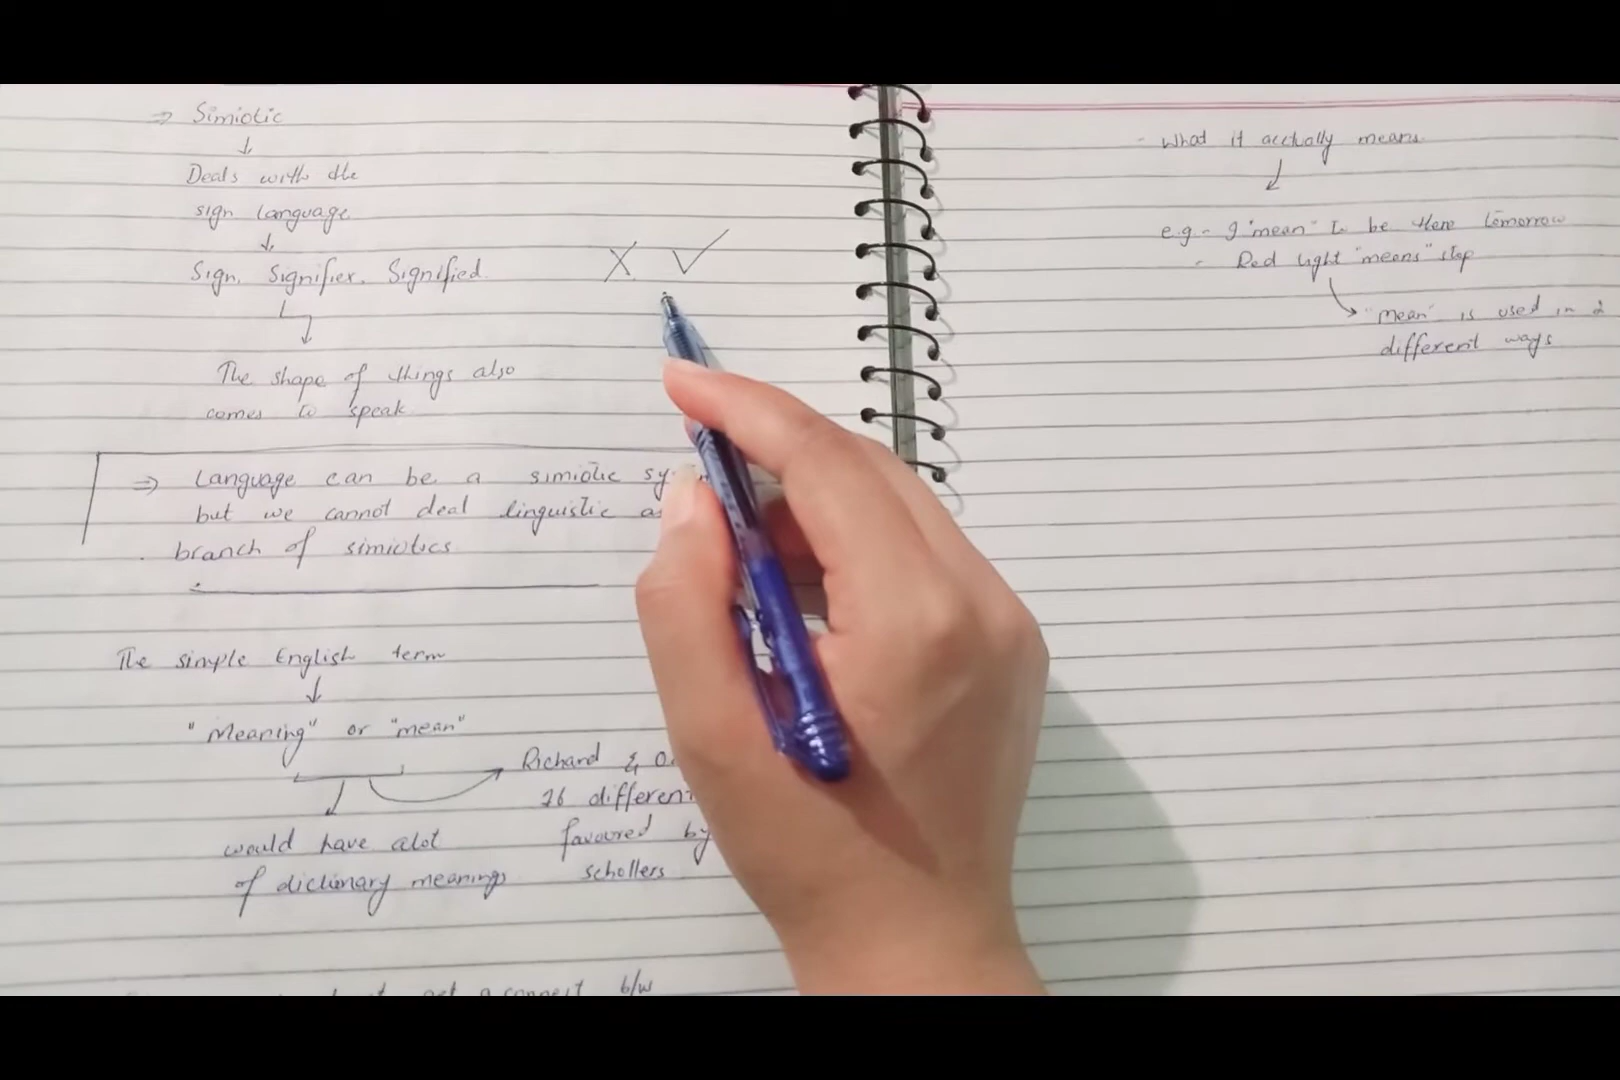 ⇒ Simiotic
↓
Deals with the
sign language
↓
Sign, Signifier, Signified.
X ✓
The shape of things also
comes to speak
⇒ Language can be a simiotic
but we cannot deal linguistic
branch of simiotics
The simple English term
↓
"Meaning" or "mean"
Richard &
would have alot
of dictionary meanings
different
favoured by
schollers
b/w
- What it acctually means
↓
e.g.- I "mean" to be there tomorrow
- Red light "means" stop
→ "mean" is used in 2
different ways